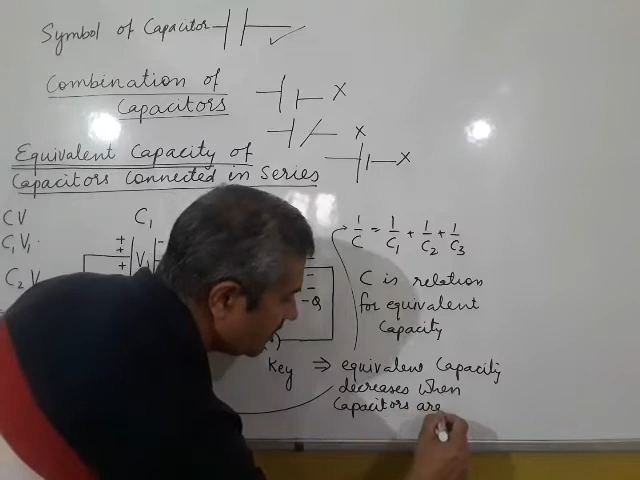 Symbol of Capacitor
Combination of
Capacitors
X
X
X
Equivalent Capacity of
Capacitors Connected in Series
CV
C₁V₁
C₂V
C₁
+
+
-
V₁
-
-
-Q
1/C = 1/C₁ + 1/C₂ + 1/C₃
C is relation
for equivalent
Capacity
Key
⇒ equivalent Capacity
decreases when
Capacitors are